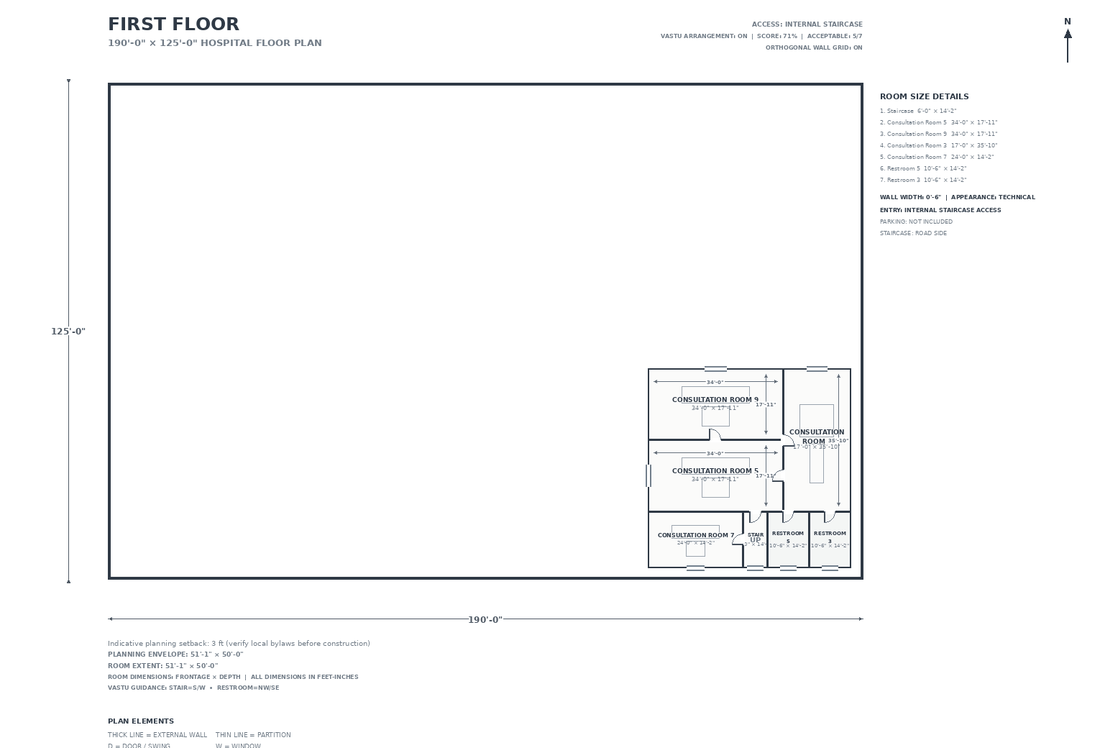 FIRST FLOOR
190'-0" × 125'-0" HOSPITAL FLOOR PLAN
ACCESS: INTERNAL STAIRCASE
VASTU ARRANGEMENT: ON | SCORE: 71% | ACCEPTABLE: 5/7
ORTHOGONAL WALL GRID: ON
N
ROOM SIZE DETAILS
1. Staircase 6'-0" × 14'-2"
2. Consultation Room 5 34'-0" × 17'-11"
3. Consultation Room 9 34'-0" × 17'-11"
4. Consultation Room 3 17'-0" × 35'-10"
5. Consultation Room 7 24'-0" × 14'-2"
6. Restroom 5 10'-6" × 14'-2"
7. Restroom 3 10'-6" × 14'-2"
WALL WIDTH: 0'-6" | APPEARANCE: TECHNICAL
ENTRY: INTERNAL STAIRCASE ACCESS
PARKING: NOT INCLUDED
STAIRCASE: ROAD SIDE
125'-0"
34'-0"
CONSULTATION ROOM 9
34'-0" × 17'-11"
17'-11"
CONSULTATION
ROOM
35'-10"
17'-0" × 35'-10"
34'-0"
CONSULTATION ROOM 5
34'-0" × 17'-11"
17'-11"
CONSULTATION ROOM 7
24'-0" × 14'-2"
STAIR
UP
RESTROOM
5
10'-6" × 14'-2"
RESTROOM
3
10'-6" × 14'-2"
190'-0"
Indicative planning setback: 3 ft (verify local bylaws before construction)
PLANNING ENVELOPE: 51'-1" × 50'-0"
ROOM EXTENT: 51'-1" × 50'-0"
ROOM DIMENSIONS: FRONTAGE × DEPTH | ALL DIMENSIONS IN FEET-INCHES
VASTU GUIDANCE: STAIR=S/W • RESTROOM=NW/SE
PLAN ELEMENTS
THICK LINE = EXTERNAL WALL THIN LINE = PARTITION
D = DOOR / SWING W = WINDOW